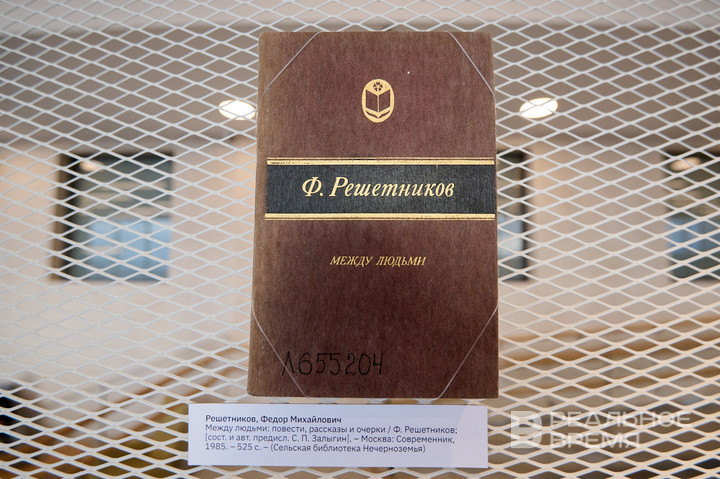 Ф. Решетников
МЕЖДУ ЛЮДЬМИ
Л655204
Решетников, Федор Михайлович
Между людьми: повести, рассказы и очерки / Ф. Решетников;
[сост. и авт. предисл. С. П. Залыгин]. – Москва: Современник,
1985. – 525 с. – (Сельская библиотека Нечерноземья)
РЕАЛЬНОЕ
ВРЕМЯ